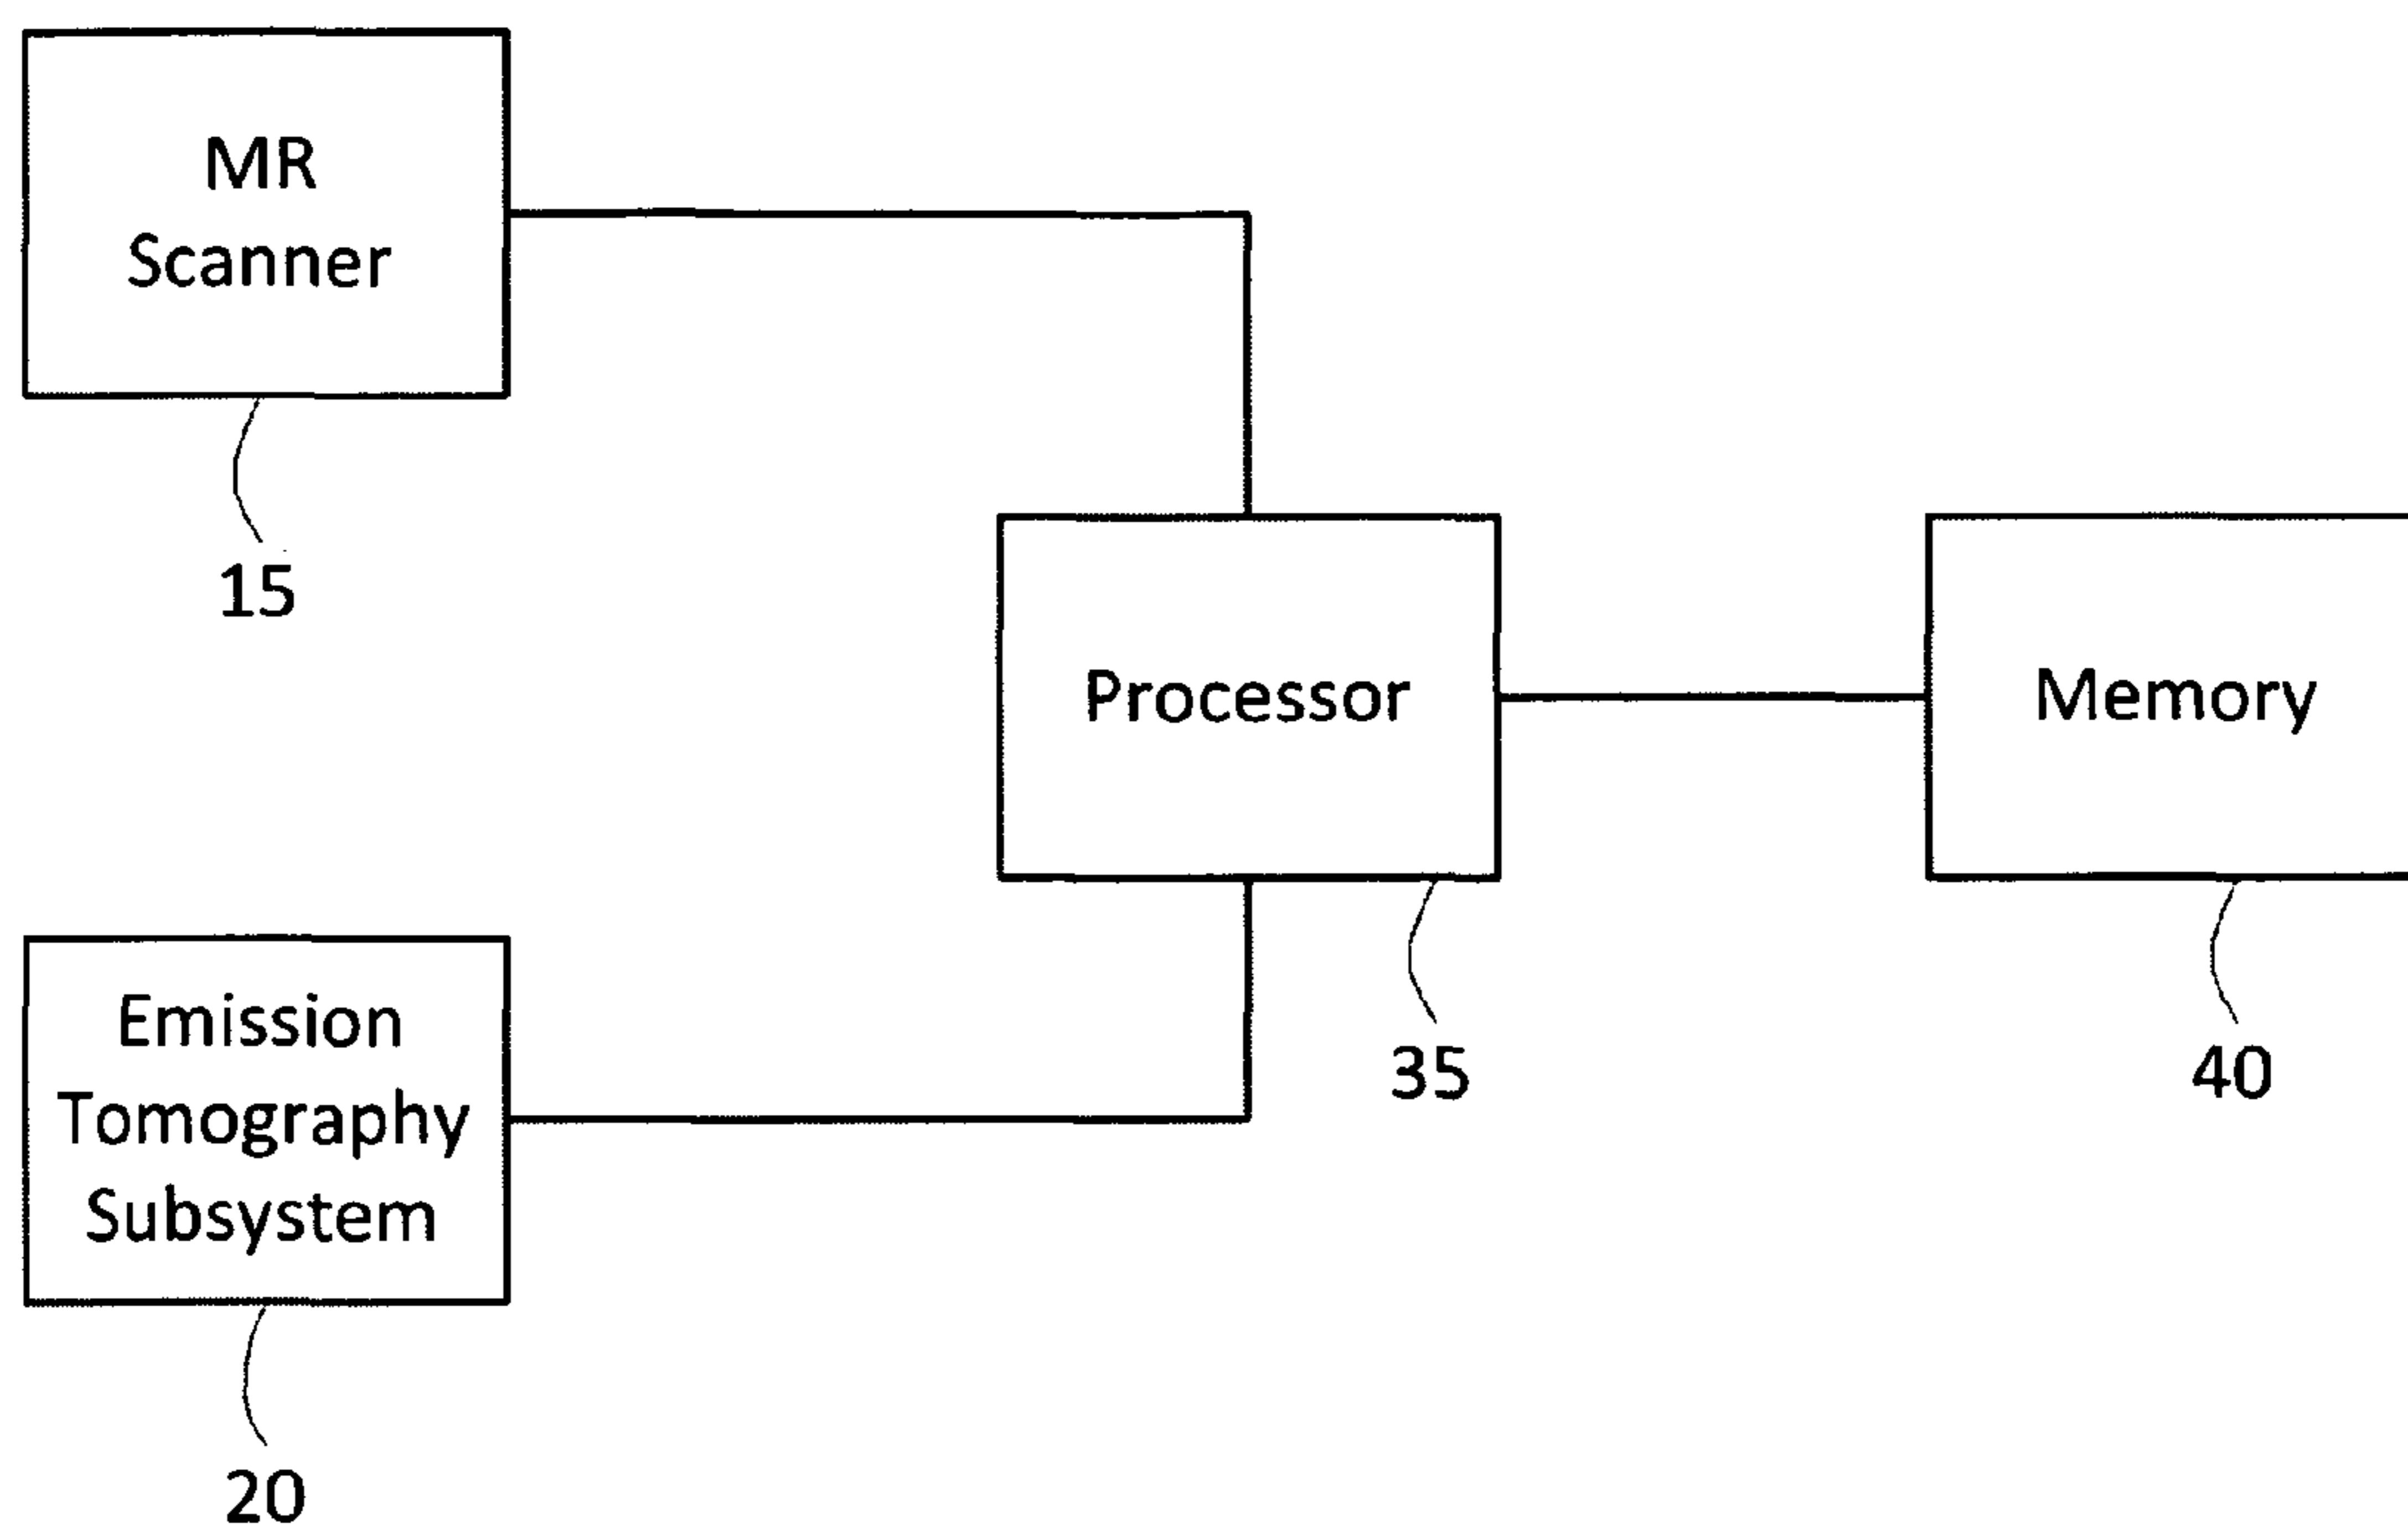 MR
Scanner
15
Processor
Memory
35
40
Emission
Tomography
Subsystem
20